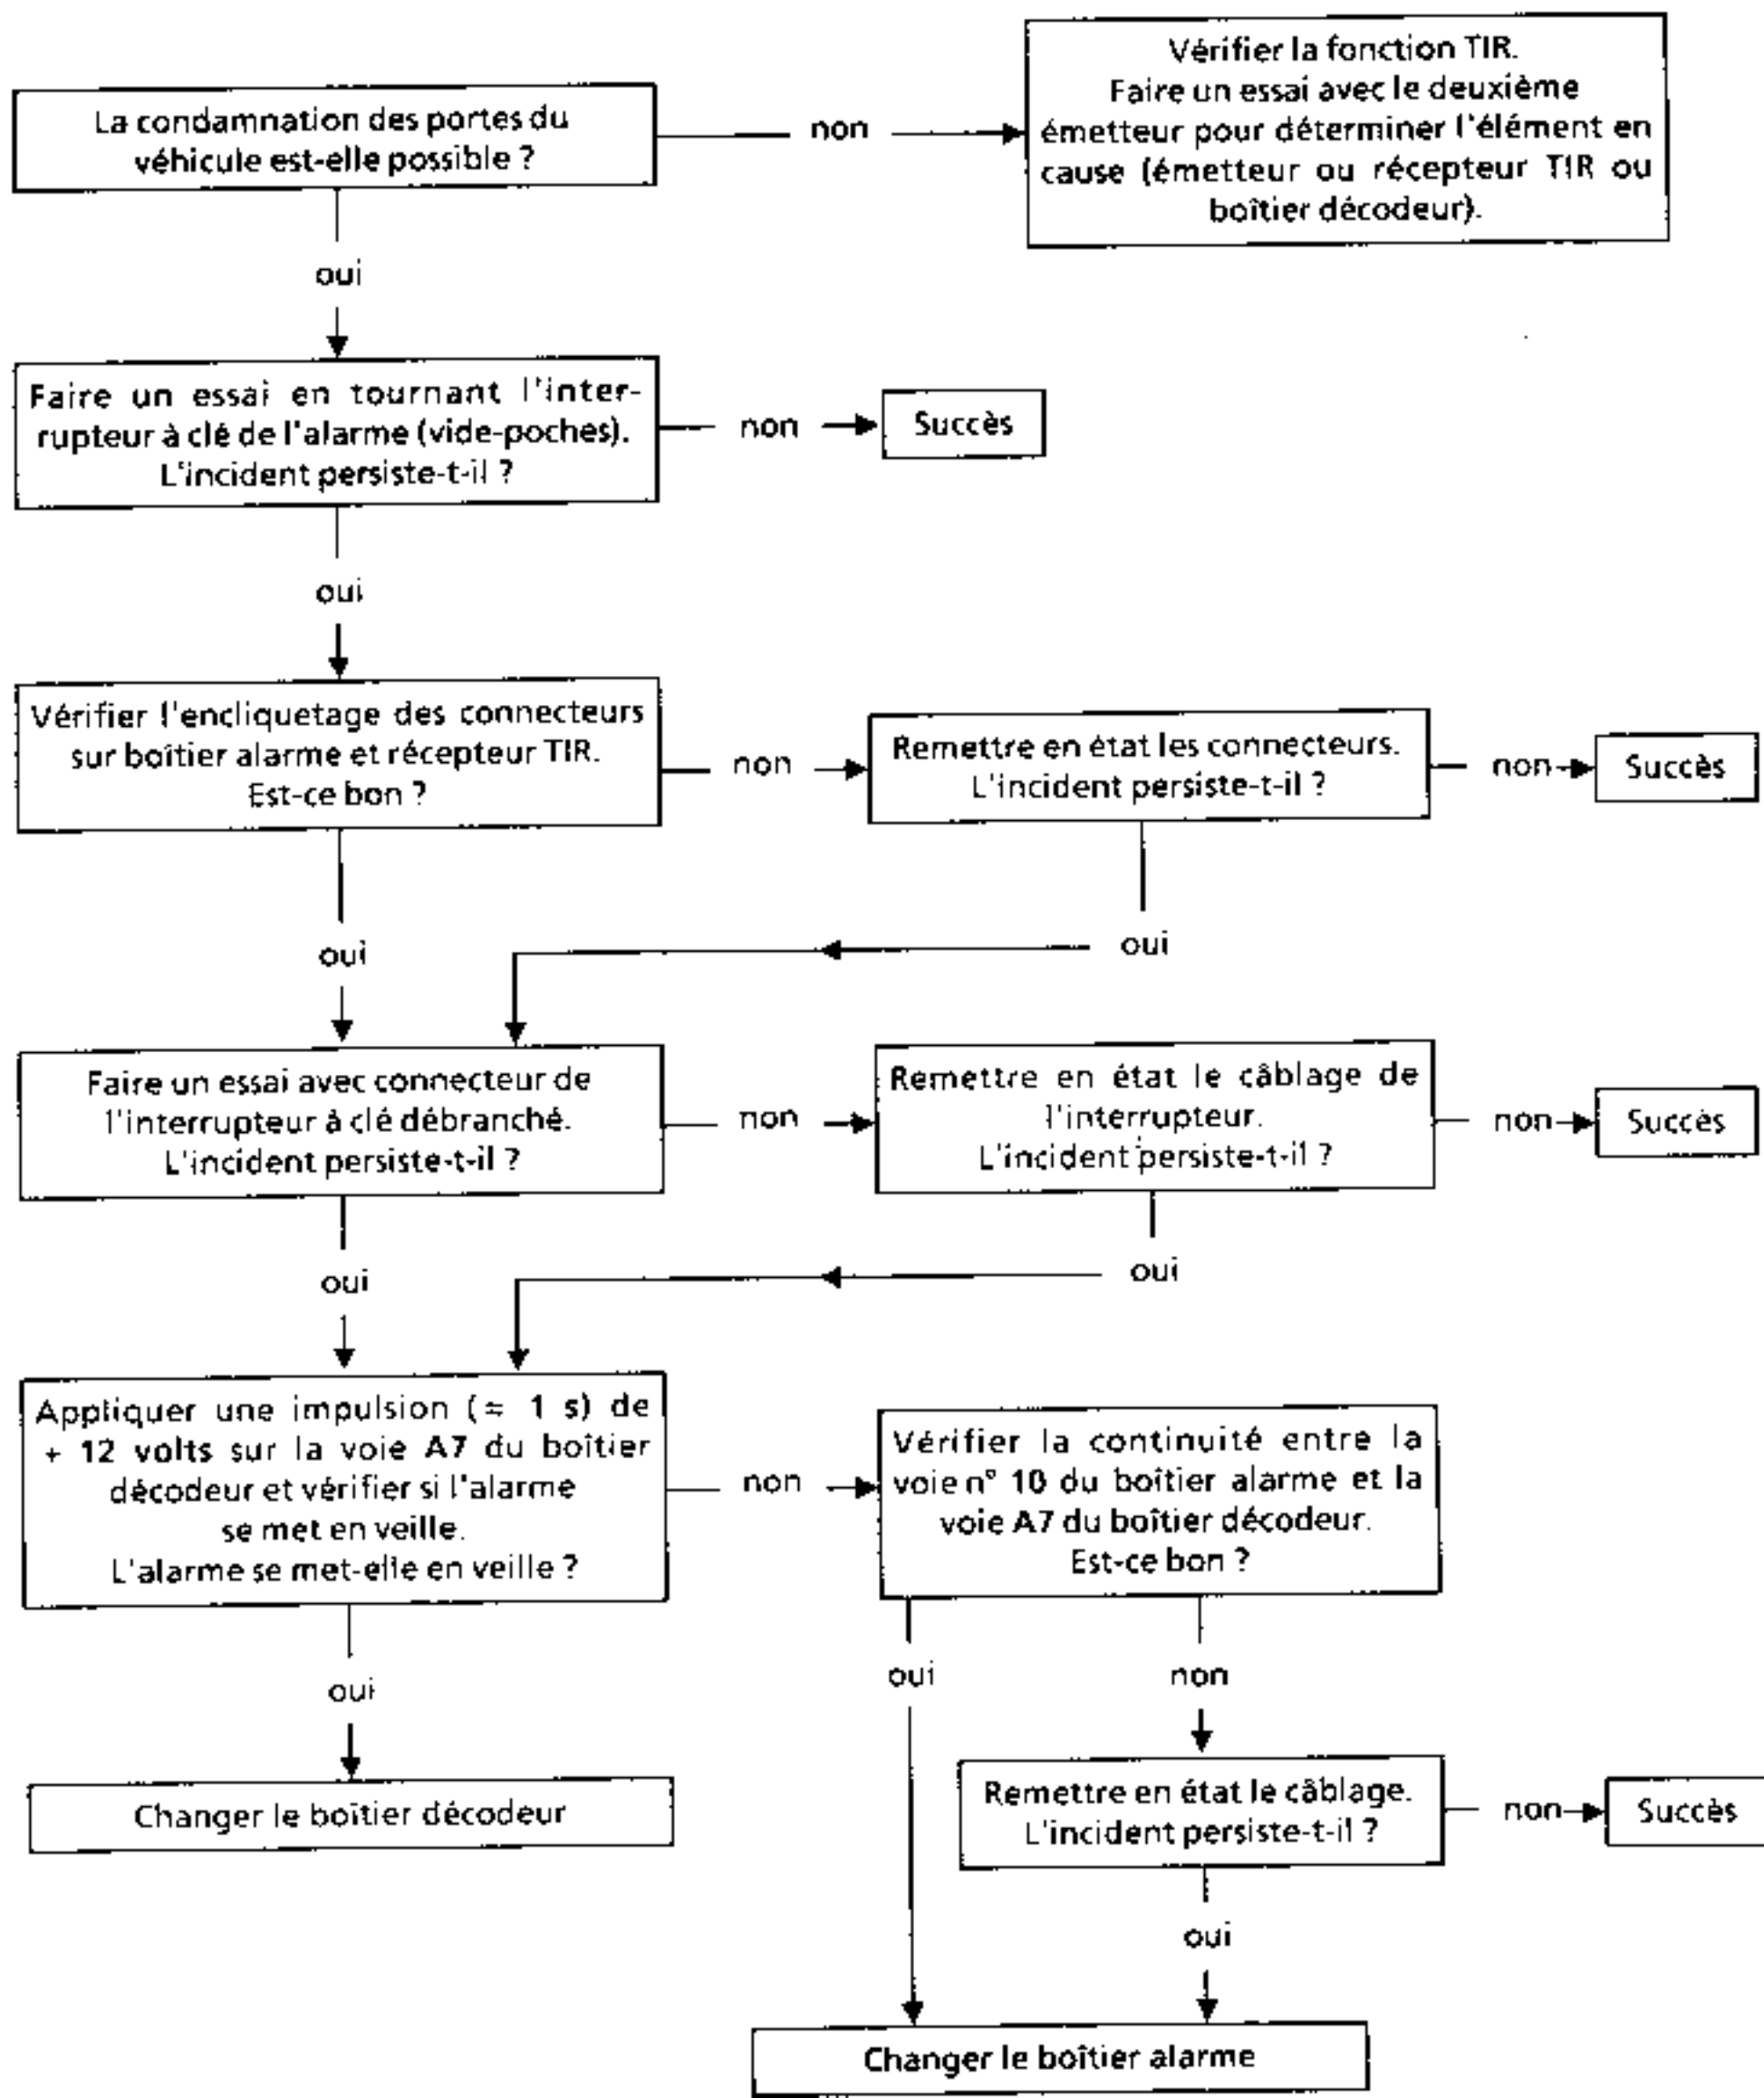 La condamnation des portes du
véhicule est-elle possible ?
non
Vérifier la fonction TIR.
Faire un essai avec le deuxième
émetteur pour déterminer l'élément en
cause (émetteur ou récepteur TIR ou
boîtier décodeur).
oui
Faire un essai en tournant l'inter-
rupteur à clé de l'alarme (vide-poches).
L'incident persiste-t-il ?
non
Succès
oui
Vérifier l'encliquetage des connecteurs
sur boîtier alarme et récepteur TIR.
Est-ce bon ?
non
Remettre en état les connecteurs.
L'incident persiste-t-il ?
non
Succès
oui
oui
Faire un essai avec connecteur de
l'interrupteur à clé débranché.
L'incident persiste-t-il ?
non
Remettre en état le câblage de
l'interrupteur.
L'incident persiste-t-il ?
non
Succès
oui
oui
Appliquer une impulsion (≈ 1 s) de
+ 12 volts sur la voie A7 du boîtier
décodeur et vérifier si l'alarme
se met en veille.
L'alarme se met-elle en veille ?
non
Vérifier la continuité entre la
voie n° 10 du boîtier alarme et la
voie A7 du boîtier décodeur.
Est-ce bon ?
oui
oui
non
Changer le boîtier décodeur
Remettre en état le câblage.
L'incident persiste-t-il ?
non
Succès
oui
Changer le boîtier alarme